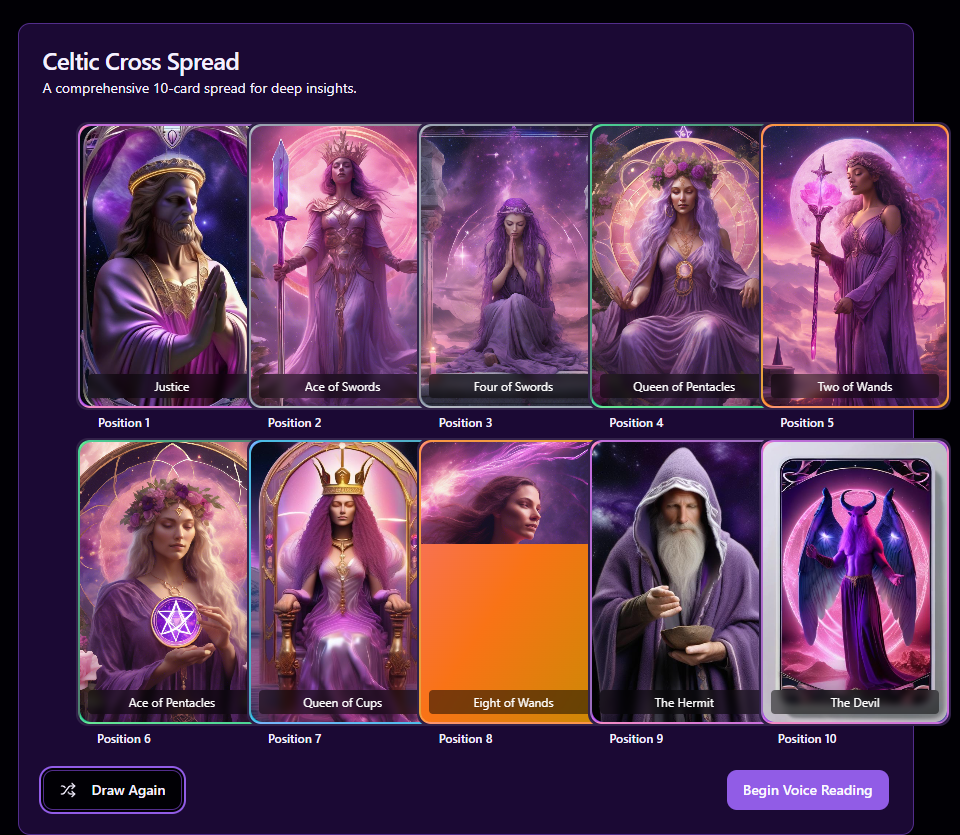 Celtic Cross Spread
A comprehensive 10-card spread for deep insights.
Justice
Ace of Swords
Four of Swords
Queen of Pentacles
Two of Wands
Position 1
Position 2
Position 3
Position 4
Position 5
Ace of Pentacles
Queen of Cups
Eight of Wands
The Hermit
The Devil
Position 6
Position 7
Position 8
Position 9
Position 10
Draw Again
Begin Voice Reading